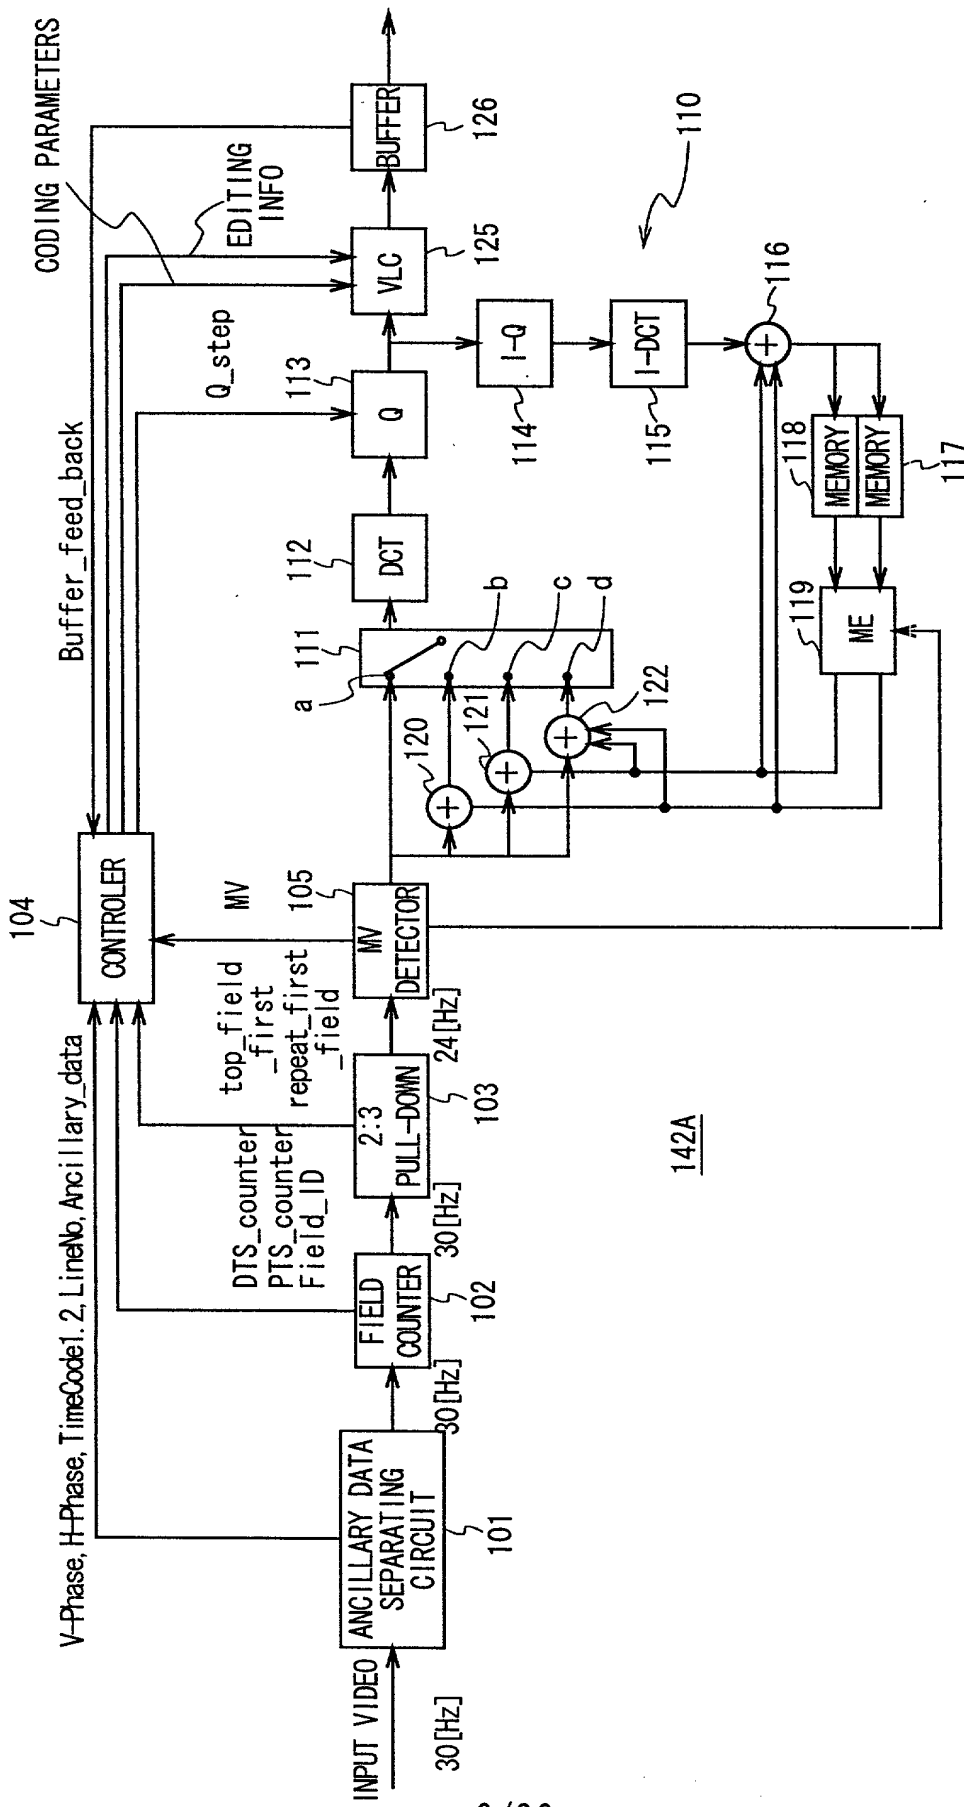 CODING PARAMETERS
EDITING
INFO
Buffer_feed_back
Q_step
BUFFER
126
VLC
125
Q
113
DCT
112
I-Q
114
I-DCT
115
110
+
116
118
MEMORY
MEMORY
117
119
ME
111
a
b
c
d
+
120
+
121
+
122
104
CONTROLER
MV
105
MV
DETECTOR
24[Hz]
top_field
_first
repeat_first
_field
2:3
PULL-DOWN
103
30[Hz]
DTS_counter
PTS_counter
Field_ID
FIELD
COUNTER
102
30[Hz]
V-Phase, H-Phase, TimeCode1. 2, LineNo, Ancillary_data
ANCILLARY DATA
SEPARATING
CIRCUIT
101
INPUT VIDEO
30[Hz]
142A